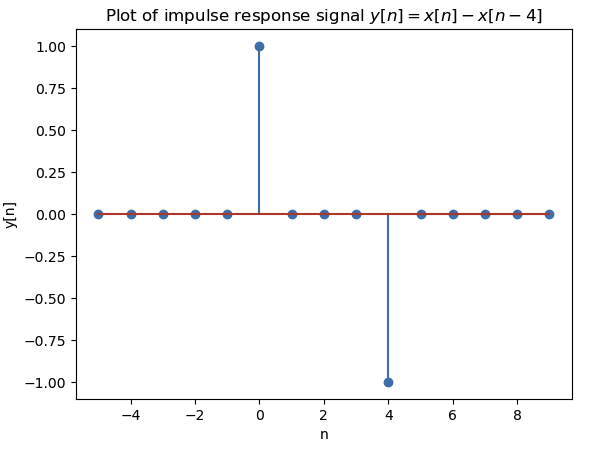 Plot of impulse response signal y[n] = x[n] − x[n − 4]
1.00
0.75
0.50
0.25
0.00
−0.25
−0.50
−0.75
−1.00
y[n]
−4 −2 0 2 4 6 8
n